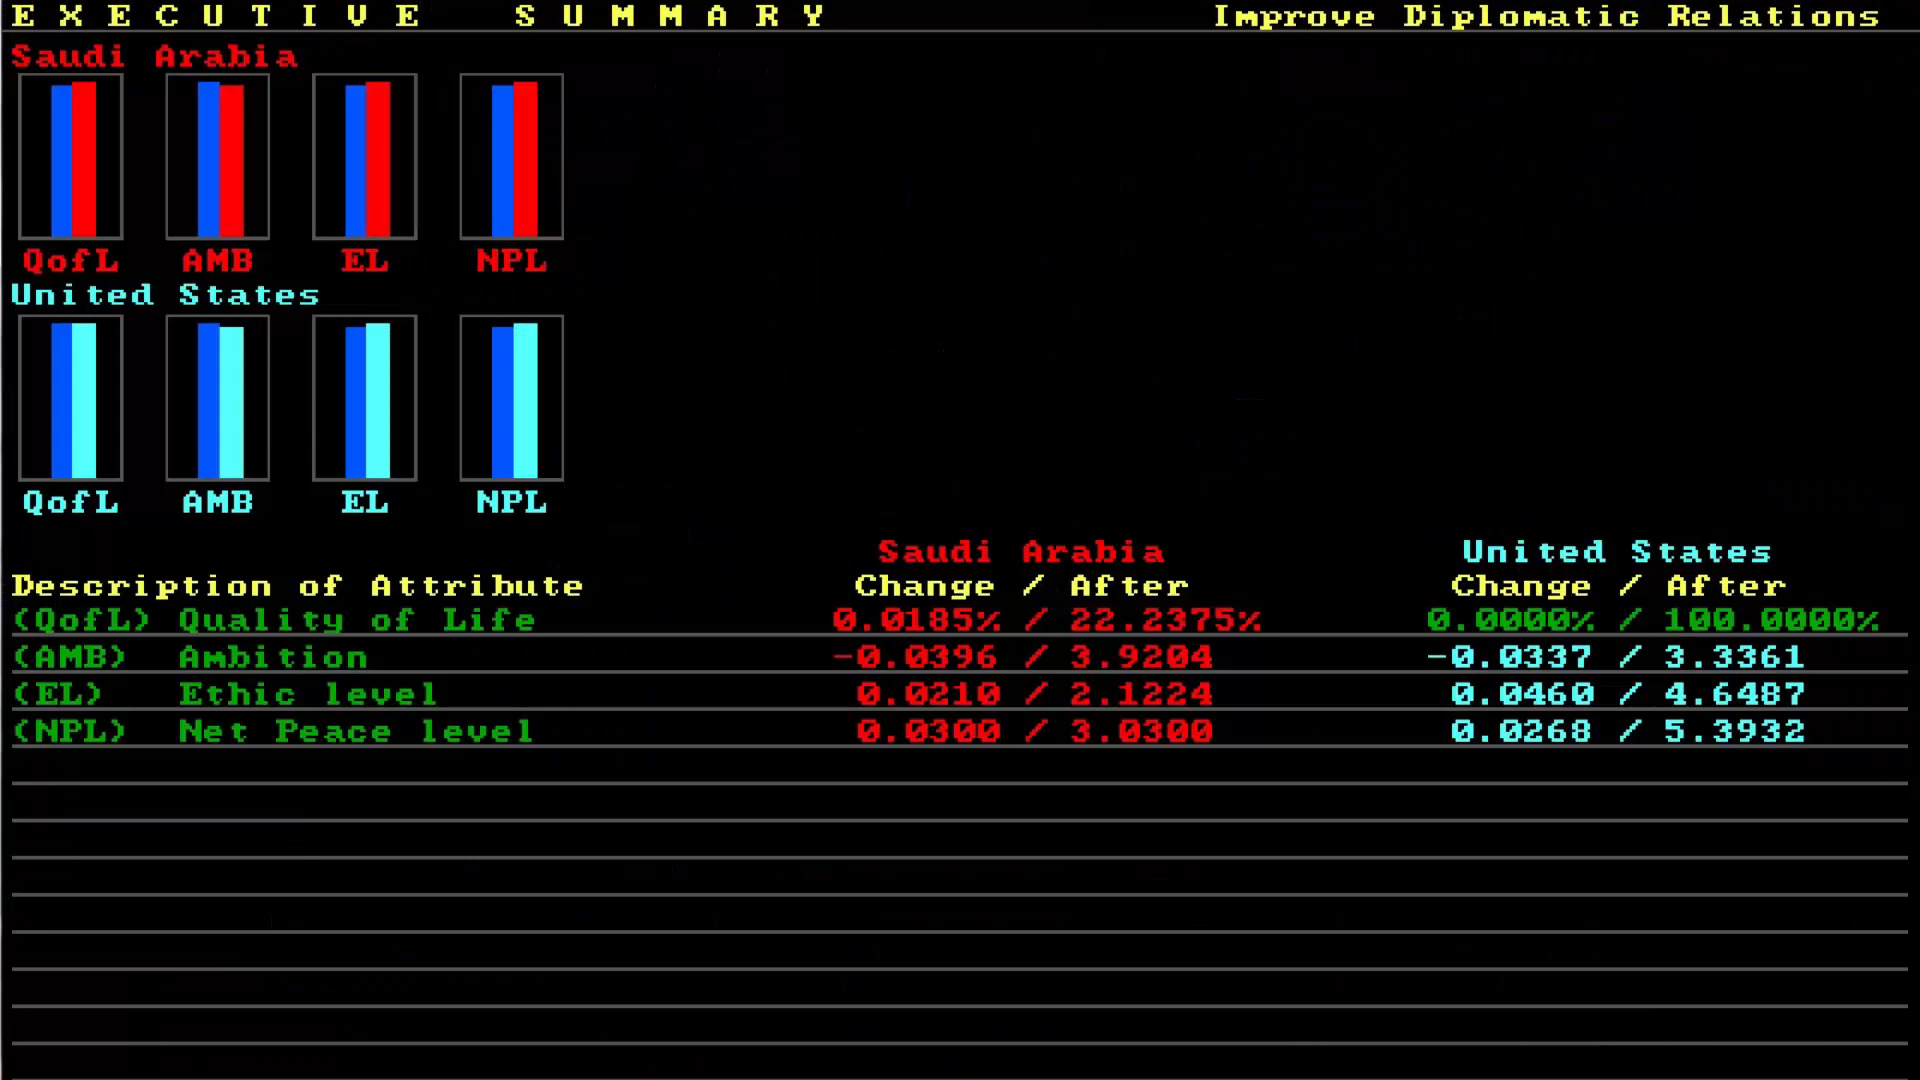 EXECUTIVE SUMMARY Improve Diplomatic Relations
Saudi Arabia
QofL AMB EL NPL
United States
QofL AMB EL NPL
Saudi Arabia United States
Description of Attribute Change / After Change / After
(QofL) Quality of Life 0.0185% / 22.2375% 0.0000% / 100.0000%
(AMB) Ambition -0.0396 / 3.9204 -0.0337 / 3.3361
(EL) Ethic level 0.0210 / 2.1224 0.0460 / 4.6487
(NPL) Net Peace level 0.0300 / 3.0300 0.0268 / 5.3932